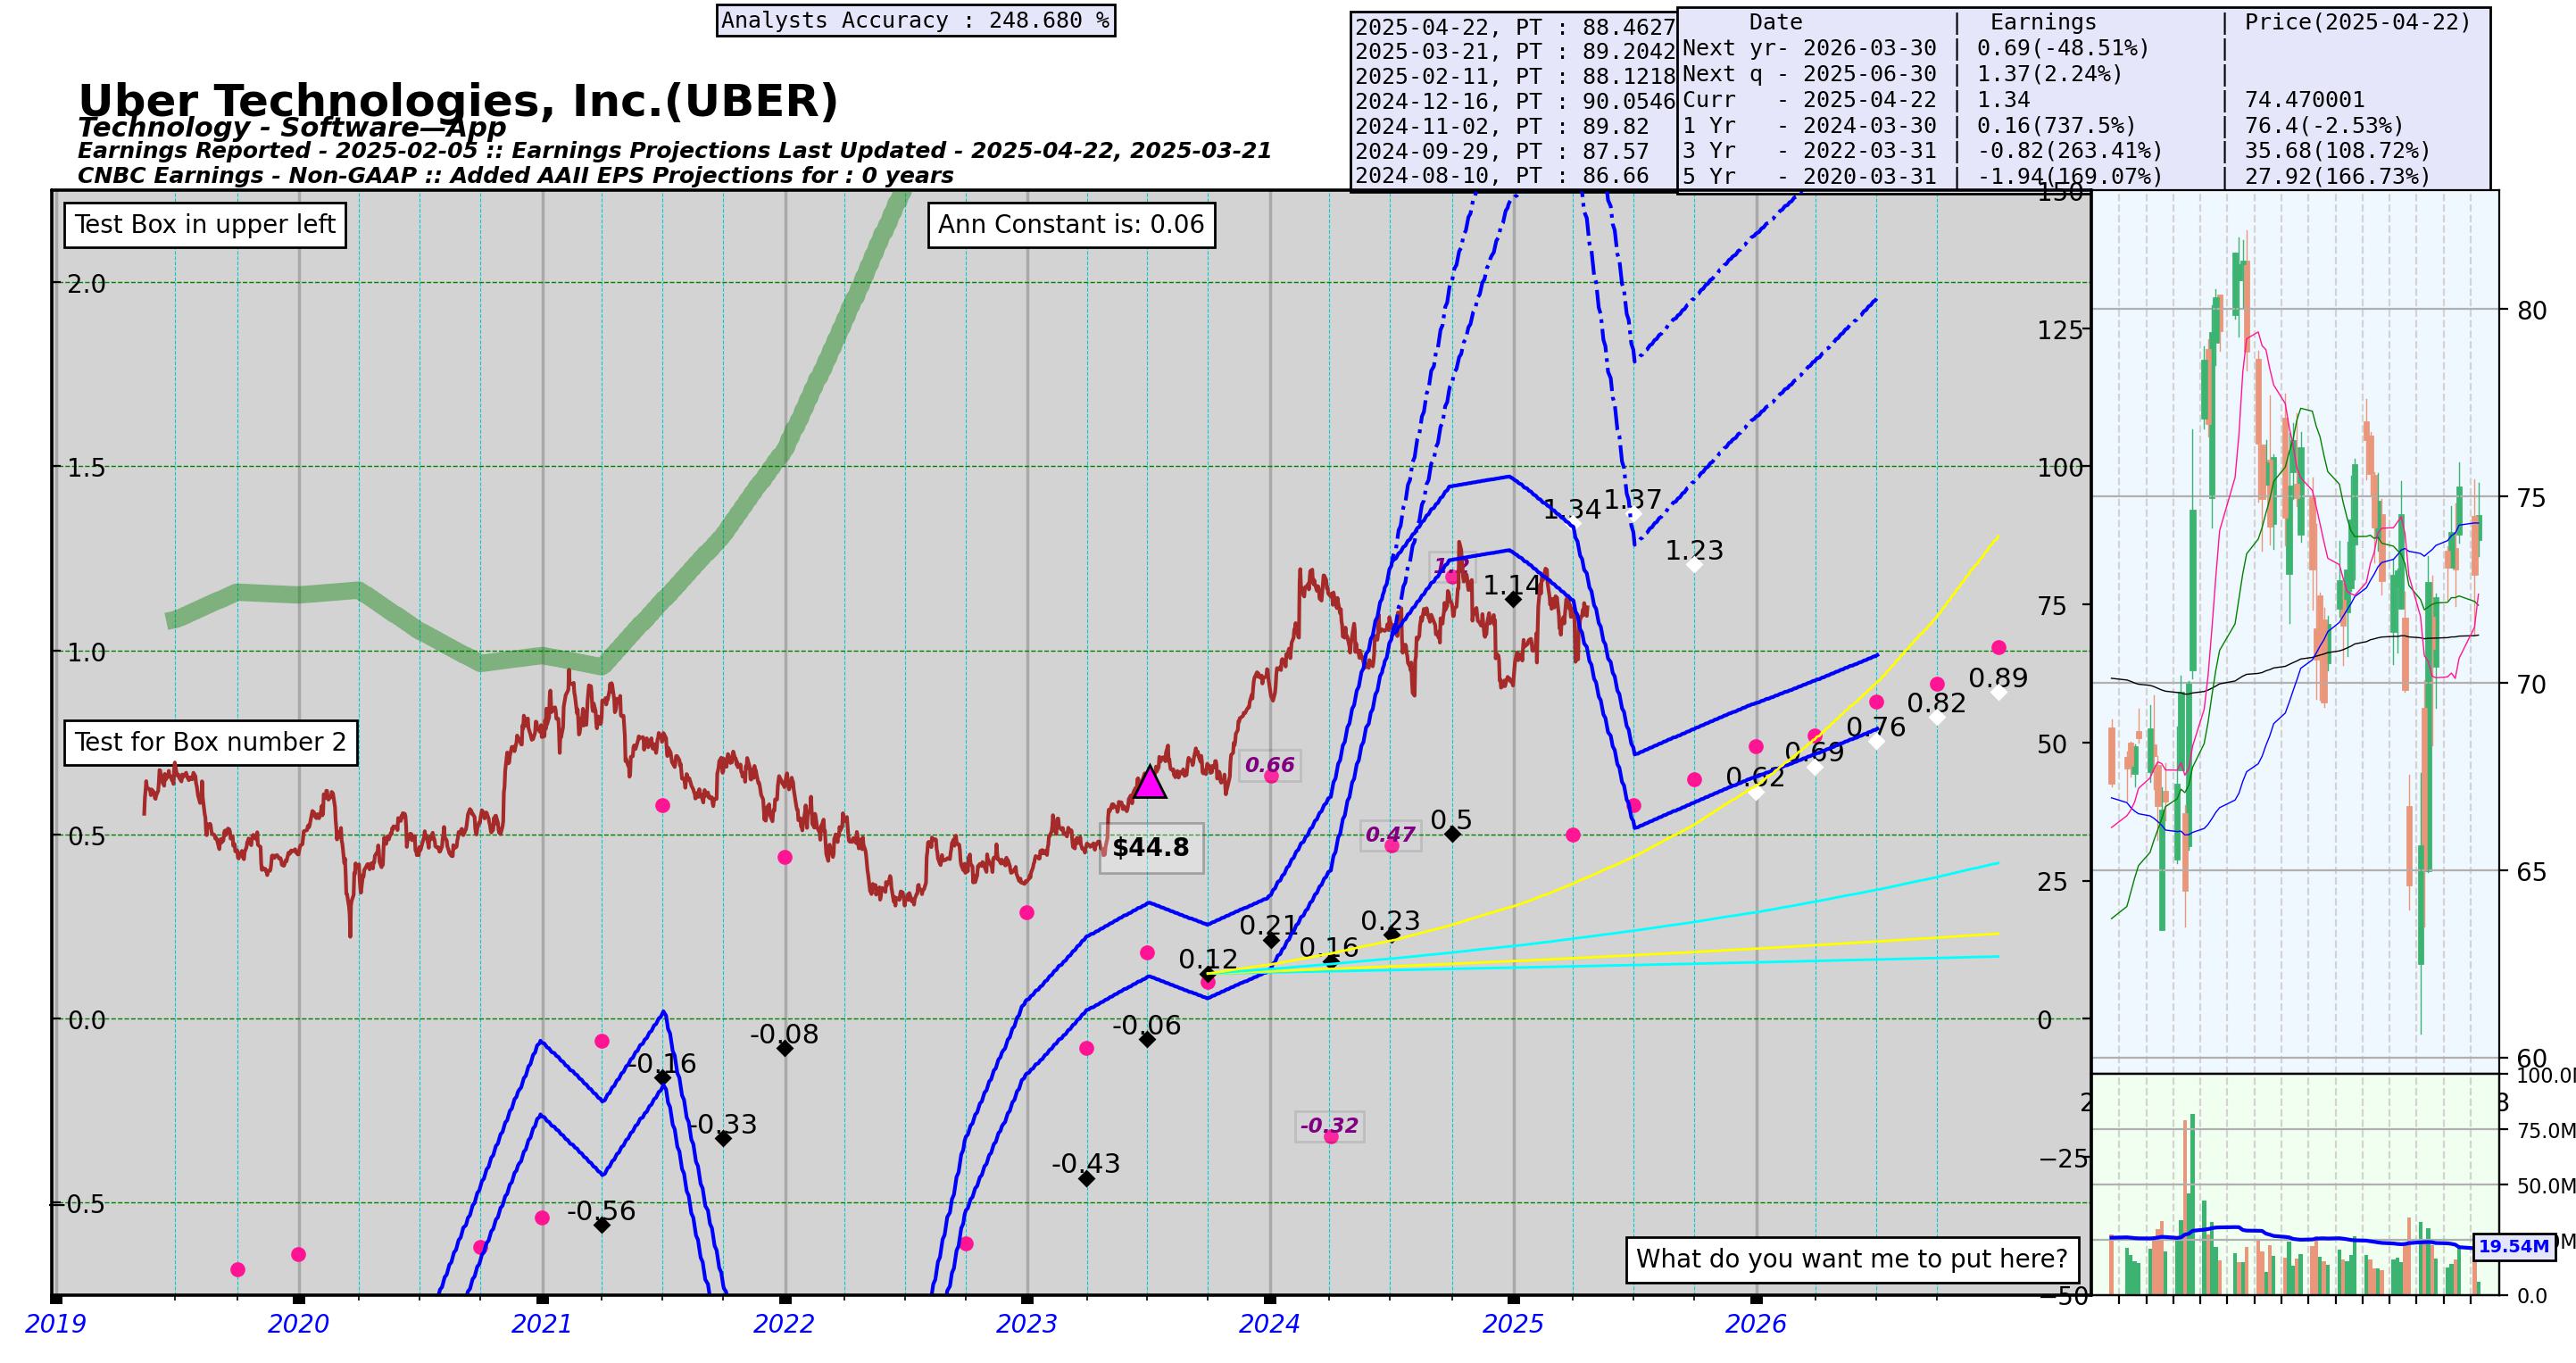 Analysts Accuracy : 248.680 %
2025-04-22, PT : 88.4627
2025-03-21, PT : 89.2042
2025-02-11, PT : 88.1218
2024-12-16, PT : 90.0546
2024-11-02, PT : 89.82
2024-09-29, PT : 87.57
2024-08-10, PT : 86.66
Date | Earnings | Price(2025-04-22)
Next yr- 2026-03-30 | 0.69(-48.51%) |
Next q - 2025-06-30 | 1.37(2.24%) |
Curr - 2025-04-22 | 1.34 | 74.470001
1 Yr - 2024-03-30 | 0.16(737.5%) | 76.4(-2.53%)
3 Yr - 2022-03-31 | -0.82(263.41%) | 35.68(108.72%)
5 Yr - 2020-03-31 | -1.94(169.07%) | 27.92(166.73%)
Uber Technologies, Inc.(UBER)
Technology - Software—App
Earnings Reported - 2025-02-05 :: Earnings Projections Last Updated - 2025-04-22, 2025-03-21
CNBC Earnings - Non-GAAP :: Added AAII EPS Projections for : 0 years
Test Box in upper left
Ann Constant is: 0.06
Test for Box number 2
What do you want me to put here?
2.0
1.5
1.0
0.5
0.0
−0.5
150
125
100
75
50
25
0
−25
−50
80
75
70
65
60
100.0
75.0M
50.0M
0.0
19.54M
1.34
1.37
1.23
1.2
1.14
0.66
0.47
0.5
$44.8
0.62
0.69
0.76
0.82
0.89
0.12
0.21
0.16
0.23
-0.06
-0.08
-0.16
-0.33
-0.32
-0.43
-0.56
2019
2020
2021
2022
2023
2024
2025
2026